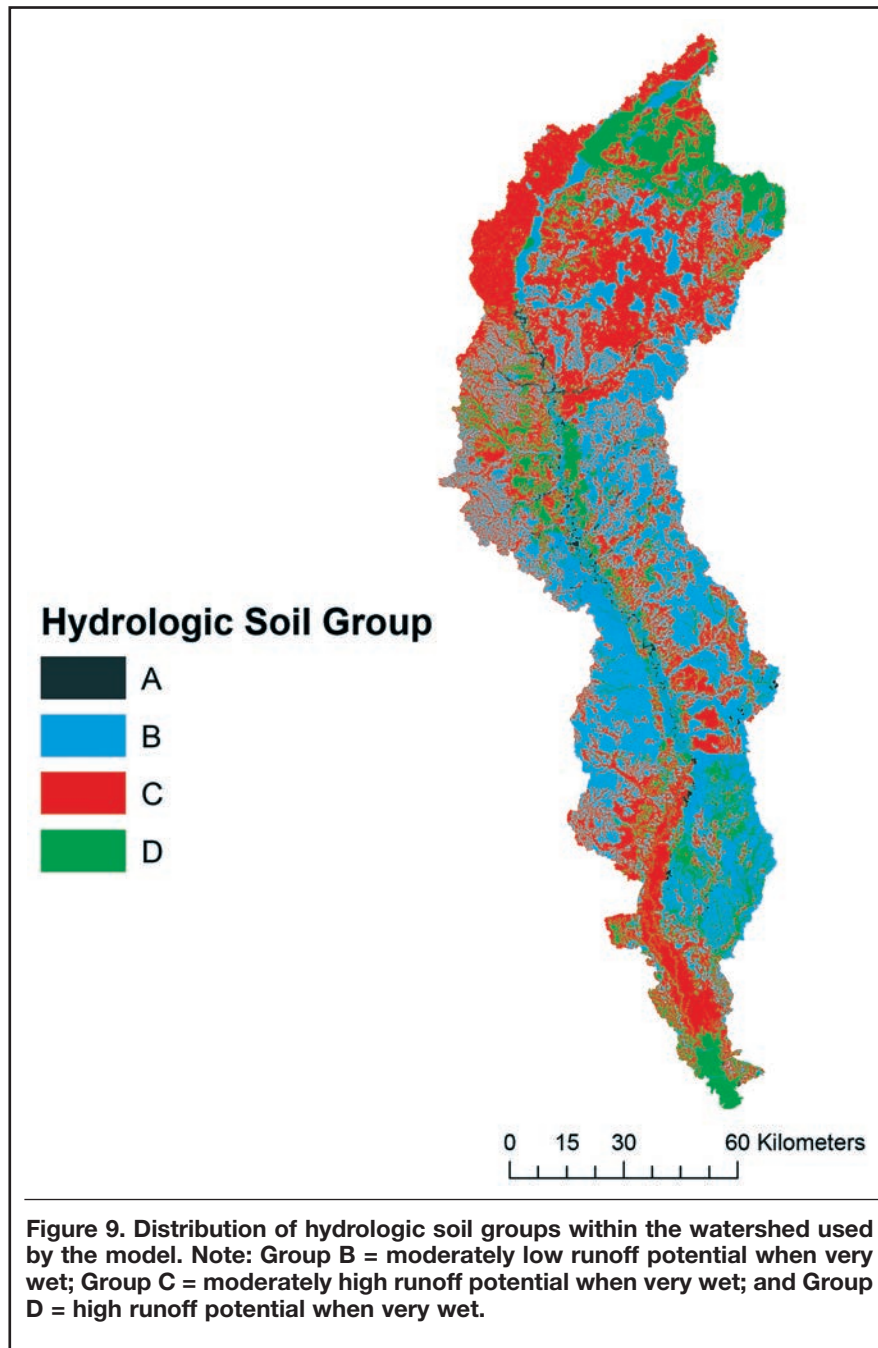 Hydrologic Soil Group
A
B
C
D
0 15 30 60 Kilometers
Figure 9. Distribution of hydrologic soil groups within the watershed used
by the model. Note: Group B = moderately low runoff potential when very
wet; Group C = moderately high runoff potential when very wet; and Group
D = high runoff potential when very wet.